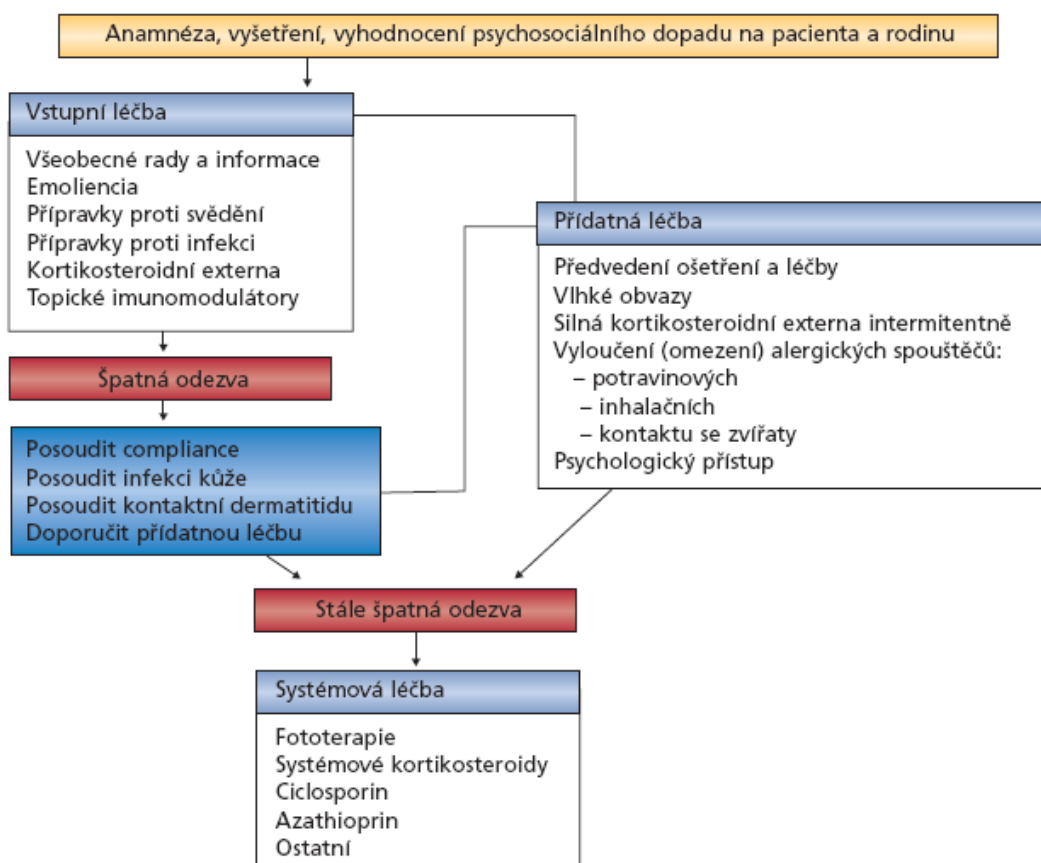 Anamnéza, vyšetření, vyhodnocení psychosociálního dopadu na pacienta a rodinu
Vstupní léčba
Všeobecné rady a informace
Emoliencia
Přípravky proti svědění
Přípravky proti infekci
Kortikosteroidní externa
Topické imunomodulátory
Přídatná léčba
Předvedení ošetření a léčby
Vlhké obvazy
Silná kortikosteroidní externa intermitentně
Vyloučení (omezení) alergických spouštěčů:
– potravinových
– inhalačních
– kontaktu se zvířaty
Psychologický přístup
Špatná odezva
Posoudit compliance
Posoudit infekci kůže
Posoudit kontaktní dermatitidu
Doporučit přídatnou léčbu
Stále špatná odezva
Systémová léčba
Fototerapie
Systémové kortikosteroidy
Ciclosporin
Azathioprin
Ostatní